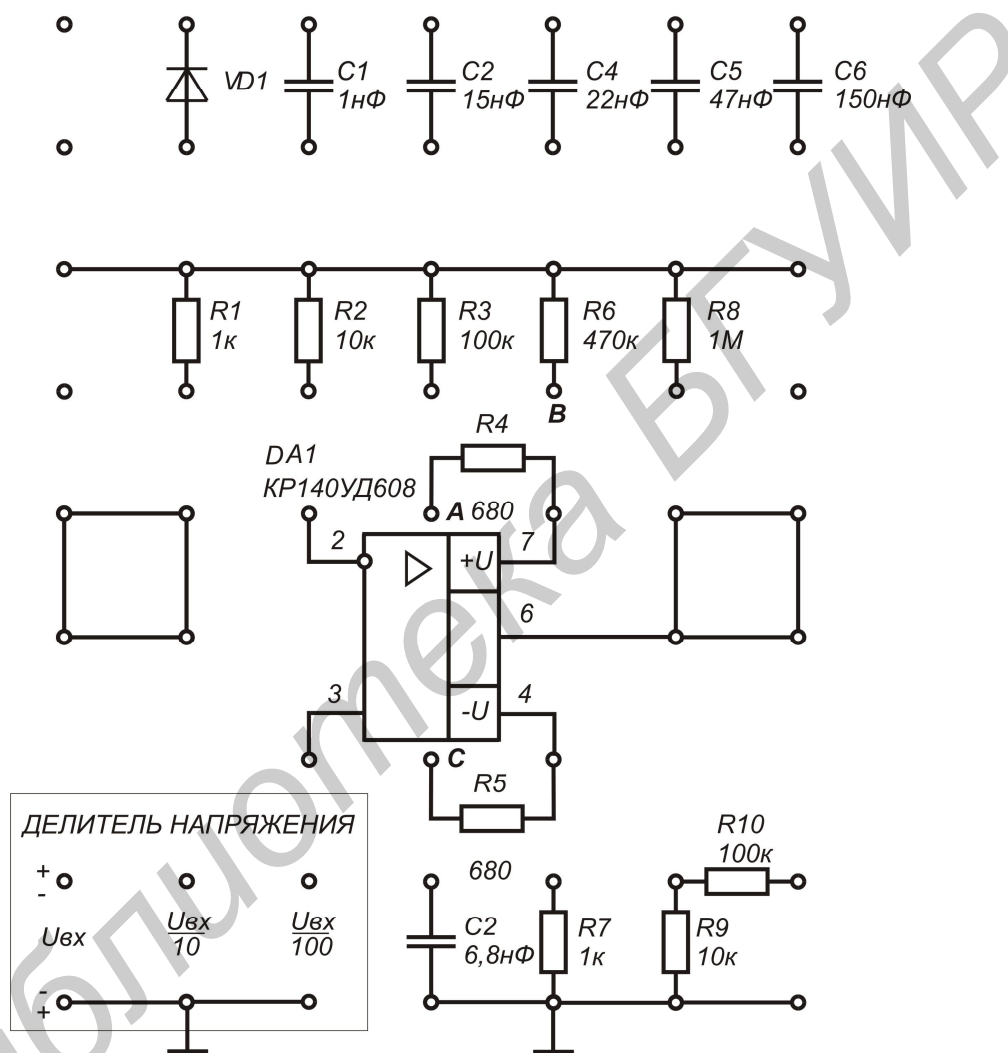 VD1
C1
1нФ
C2
15нФ
C4
22нФ
C5
47нФ
C6
150нФ
R1
1к
R2
10к
R3
100к
R6
470к
R8
1М
B
R4
DA1
КР140УД608
A 680
2
7
+U
6
3
4
-U
C
R5
ДЕЛИТЕЛЬ НАПРЯЖЕНИЯ
R10
100к
680
+
-
Uвх
Uвх
10
Uвх
100
C2
6,8нФ
R7
1к
R9
10к
-
+
библиотека БГУИР